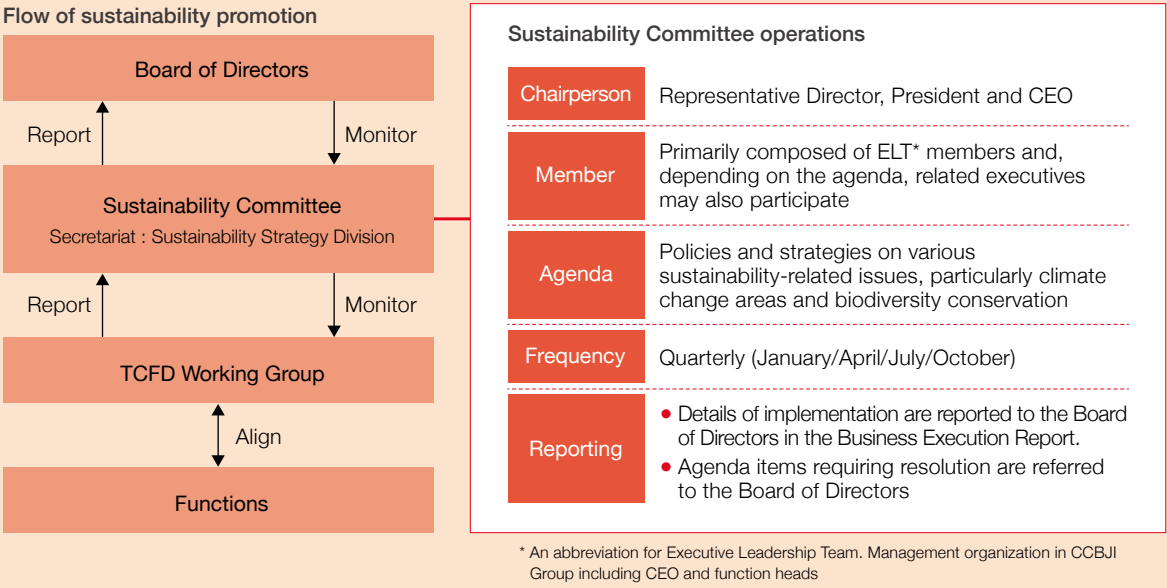 Flow of sustainability promotion
Board of Directors
Report
Monitor
Sustainability Committee
Secretariat : Sustainability Strategy Division
Report
Monitor
TCFD Working Group
Align
Functions
Sustainability Committee operations
Chairperson
Representative Director, President and CEO
Member
Primarily composed of ELT* members and,
depending on the agenda, related executives
may also participate
Agenda
Policies and strategies on various
sustainability-related issues, particularly climate
change areas and biodiversity conservation
Frequency
Quarterly (January/April/July/October)
Reporting
● Details of implementation are reported to the Board
of Directors in the Business Execution Report.
● Agenda items requiring resolution are referred
to the Board of Directors
* An abbreviation for Executive Leadership Team. Management organization in CCBJI
Group including CEO and function heads